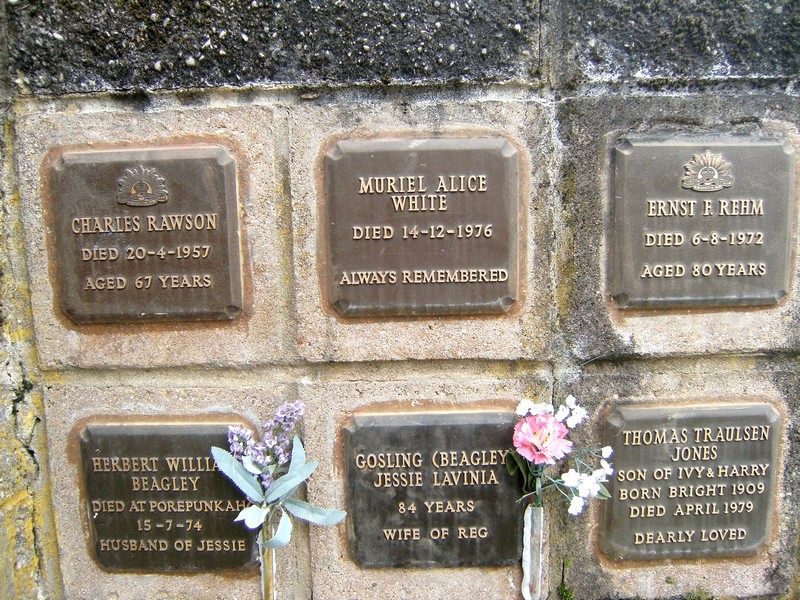 CHARLES RAWSON
DIED 20-4-1957
AGED 67 YEARS
MURIEL ALICE
WHITE
DIED 14-12-1976
ALWAYS REMEMBERED
ERNST F. REHM
DIED 6-8-1972
AGED 80 YEARS
HERBERT WILLIAM
BEAGLEY
DIED AT POREPUNKAH
15-7-74
HUSBAND OF JESSIE
GOSLING (BEAGLEY
JESSIE LAVINIA
84 YEARS
WIFE OF REG
THOMAS TRAULSEN
JONES
SON OF IVY & HARRY
BORN BRIGHT 1909
DIED APRIL 1979
DEARLY LOVED